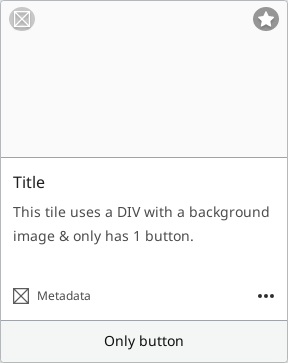 Title
This tile uses a DIV with a background
image & only has 1 button.
Metadata
Only button